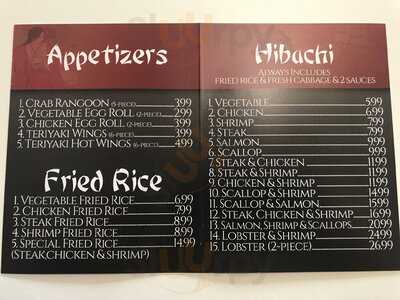 Appetizers
1. Crab Rangoon (5-piece) 3.99
2. Vegetable Egg Roll (2-piece) 2.99
3. Chicken Egg Roll (2-piece) 3.99
4. Teriyaki Wings (6-piece) 3.99
5. Teriyaki Hot Wings (6-piece) 4.99
Fried Rice
1. Vegetable Fried Rice 6.99
2. Chicken Fried Rice 7.99
3. Steak Fried Rice 8.99
4. Shrimp Fried Rice 8.99
5. Special Fried Rice 14.99
(Steak, Chicken & Shrimp)
Hibachi
Always Includes
Fried Rice & Fresh Cabbage & 2 Sauces
1. Vegetable 5.99
2. Chicken 6.99
3. Shrimp 7.99
4. Steak 7.99
5. Salmon 9.99
6. Scallop 9.99
7. Steak & Chicken 11.99
8. Steak & Shrimp 11.99
9. Chicken & Shrimp 11.99
10. Scallop & Shrimp 14.99
11. Scallop & Salmon 15.99
12. Steak, Chicken & Shrimp 16.99
13. Salmon, Shrimp & Scallops 20.99
14. Lobster & Shrimp 24.99
15. Lobster (2-piece) 26.99